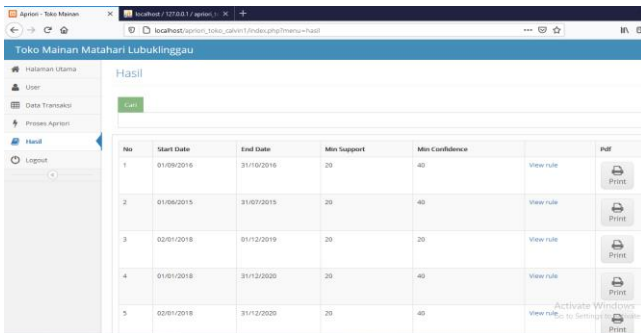 Apriori - Toko Mainan
localhost / 127.0.0.1 / apriori_t
localhost/apriori_toko_calvin1/index.php?menu=hasil
Toko Mainan Matahari Lubuklinggau
Halaman Utama
User
Data Transaksi
Proses Apriori
Hasil
Logout
Hasil
Cari
No Start Date End Date Min Support Min Confidence Pdf
1 01/09/2016 31/10/2016 20 40 View rule Print
2 01/06/2015 31/07/2015 20 40 View rule Print
3 02/01/2018 01/12/2019 20 20 View rule Print
4 01/01/2018 31/12/2020 20 40 View rule Print
5 02/01/2018 31/12/2020 20 40 View rule Print
Activate Windows
Go to Settings to